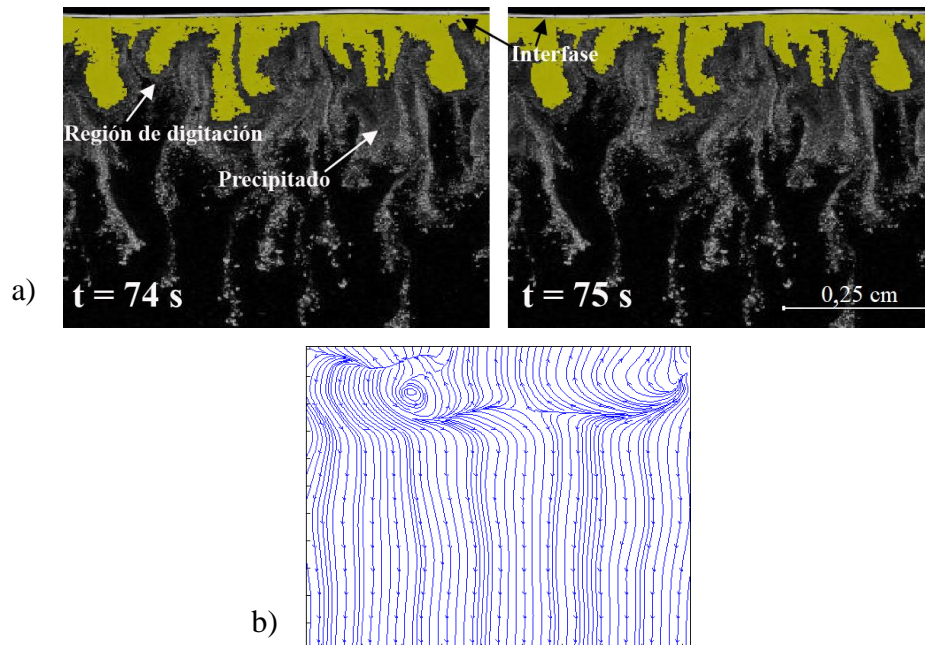 Interfase
Región de digitación
Precipitado
a)
t = 74 s
t = 75 s
0,25 cm
b)